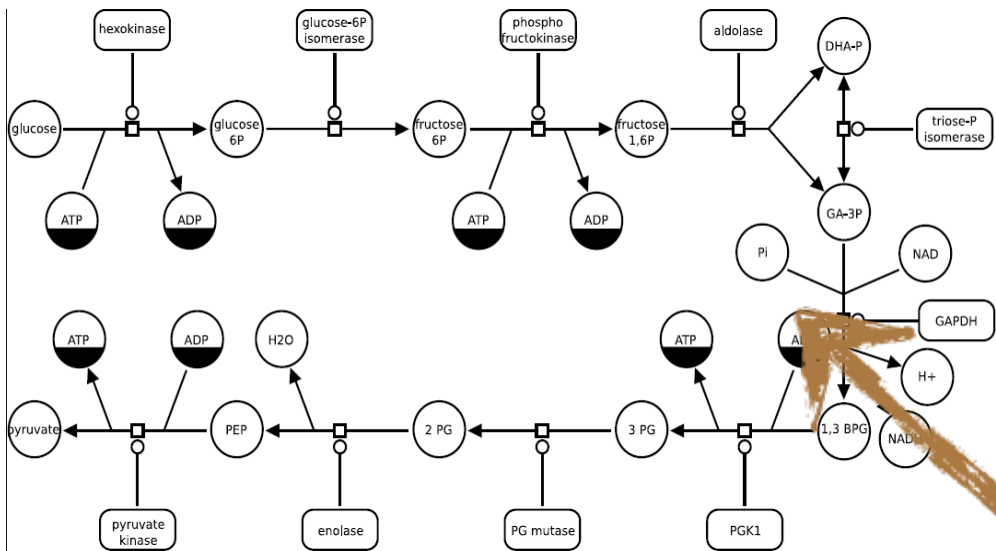 hexokinase
glucose-6P
isomerase
phospho
fructokinase
aldolase
DHA-P
glucose
glucose
6P
fructose
6P
fructose
1,6P
triose-P
isomerase
ATP
ADP
ATP
ADP
GA-3P
Pi
NAD
GAPDH
ATP
ADP
H2O
ATP
H+
pyruvate
PEP
2 PG
3 PG
1,3 BPG
pyruvate
kinase
enolase
PG mutase
PGK1